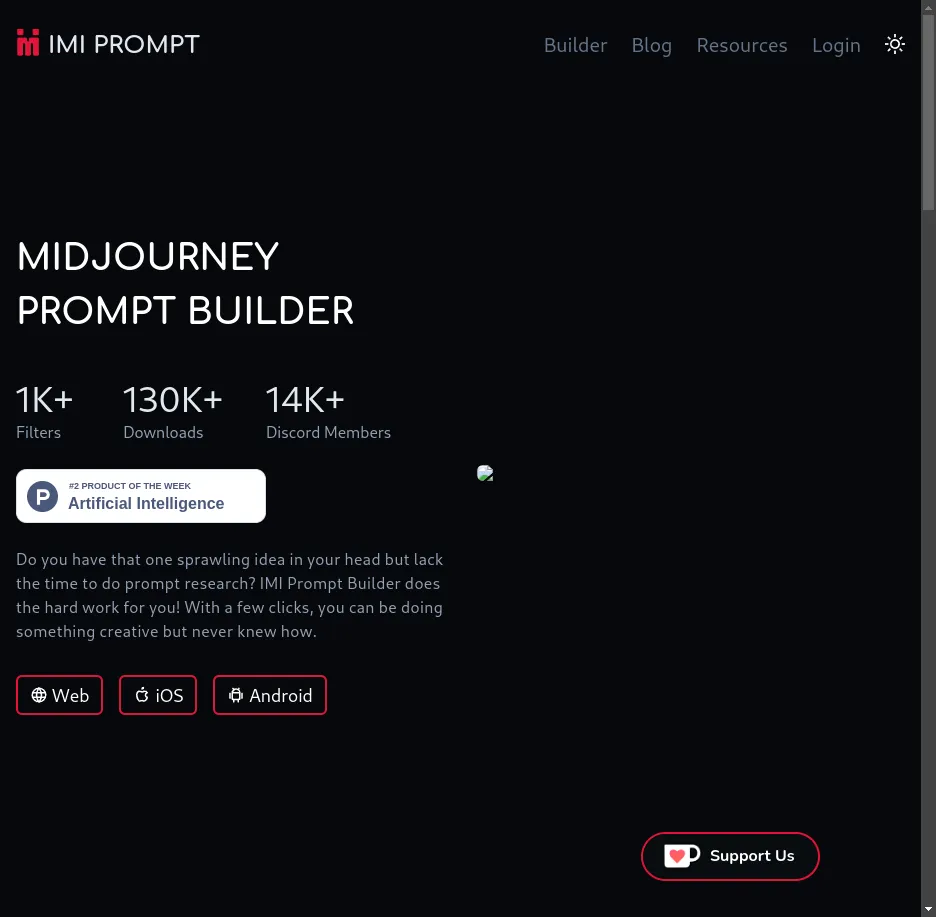 IMI PROMPT
Builder Blog Resources Login
MIDJOURNEY
PROMPT BUILDER
1K+ 130K+ 14K+
Filters Downloads Discord Members
P
#2 PRODUCT OF THE WEEK
Artificial Intelligence
Do you have that one sprawling idea in your head but lack
the time to do prompt research? IMI Prompt Builder does
the hard work for you! With a few clicks, you can be doing
something creative but never knew how.
Web iOS Android
Support Us